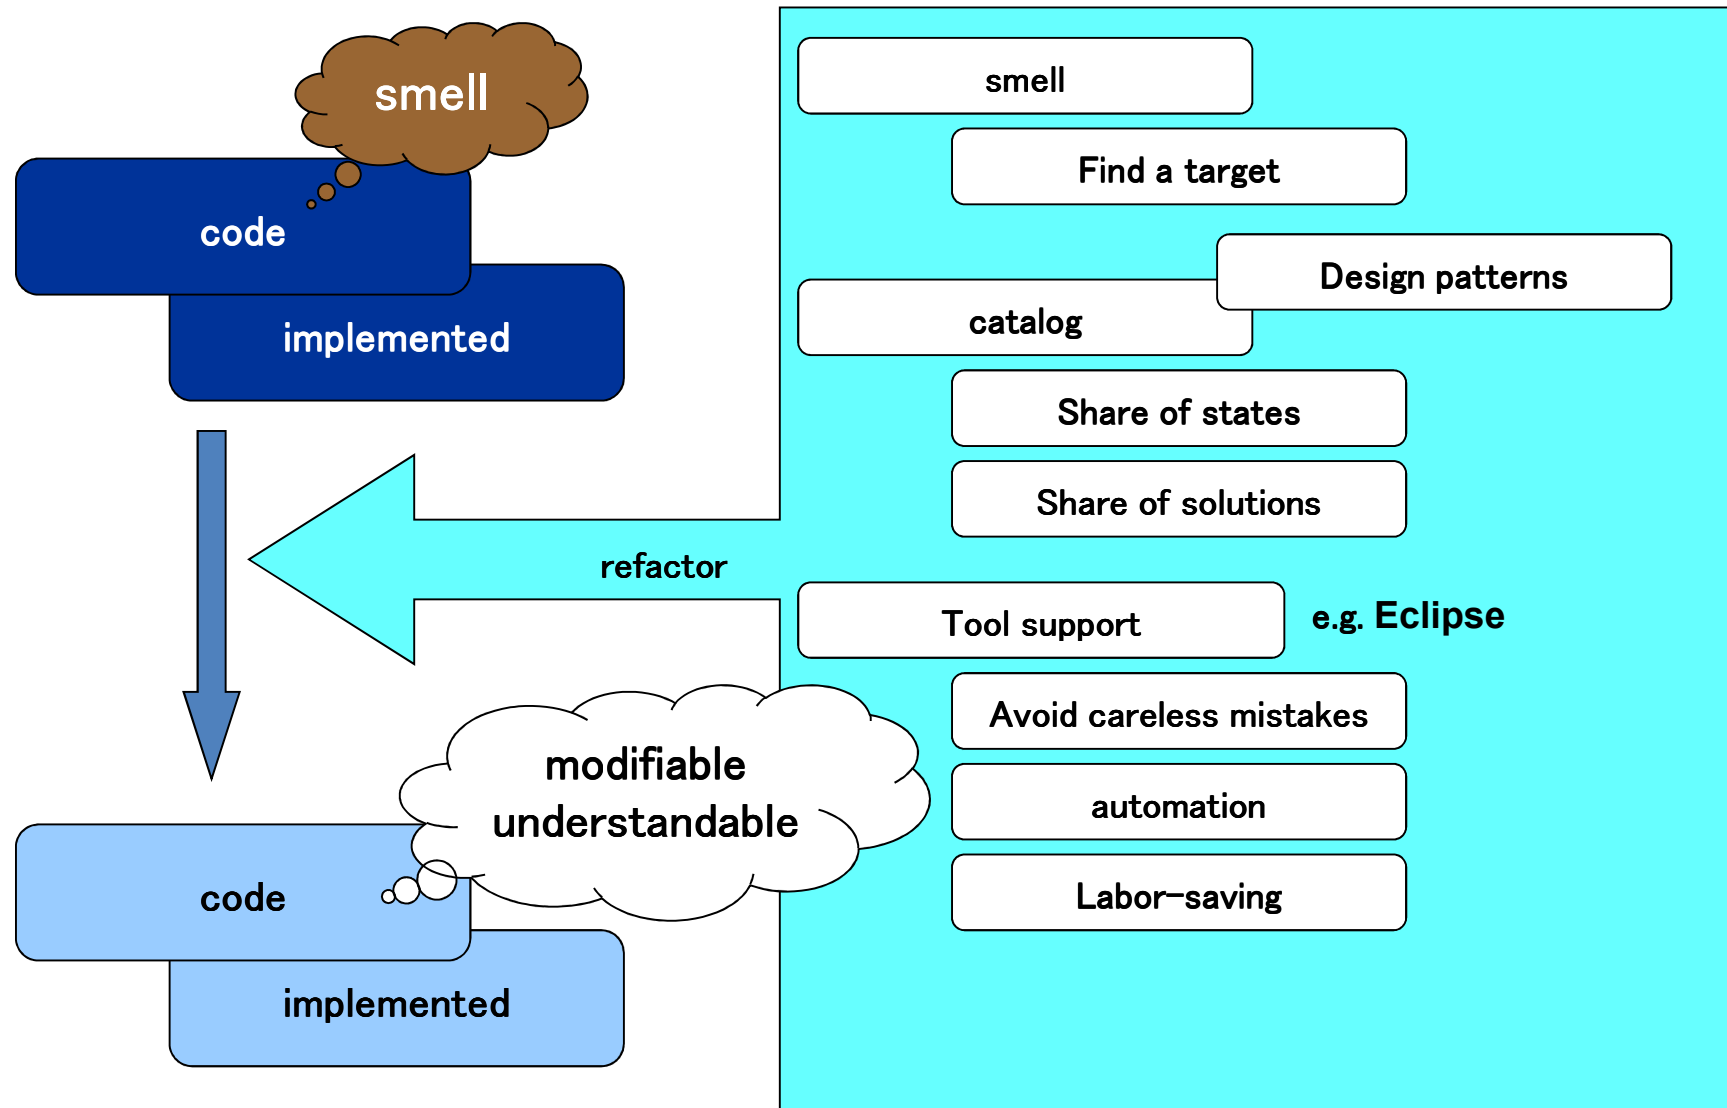 smell
code
implemented
refactor
modifiable
understandable
code
implemented
smell
Find a target
Design patterns
catalog
Share of states
Share of solutions
Tool support
e.g. Eclipse
Avoid careless mistakes
automation
Labor-saving